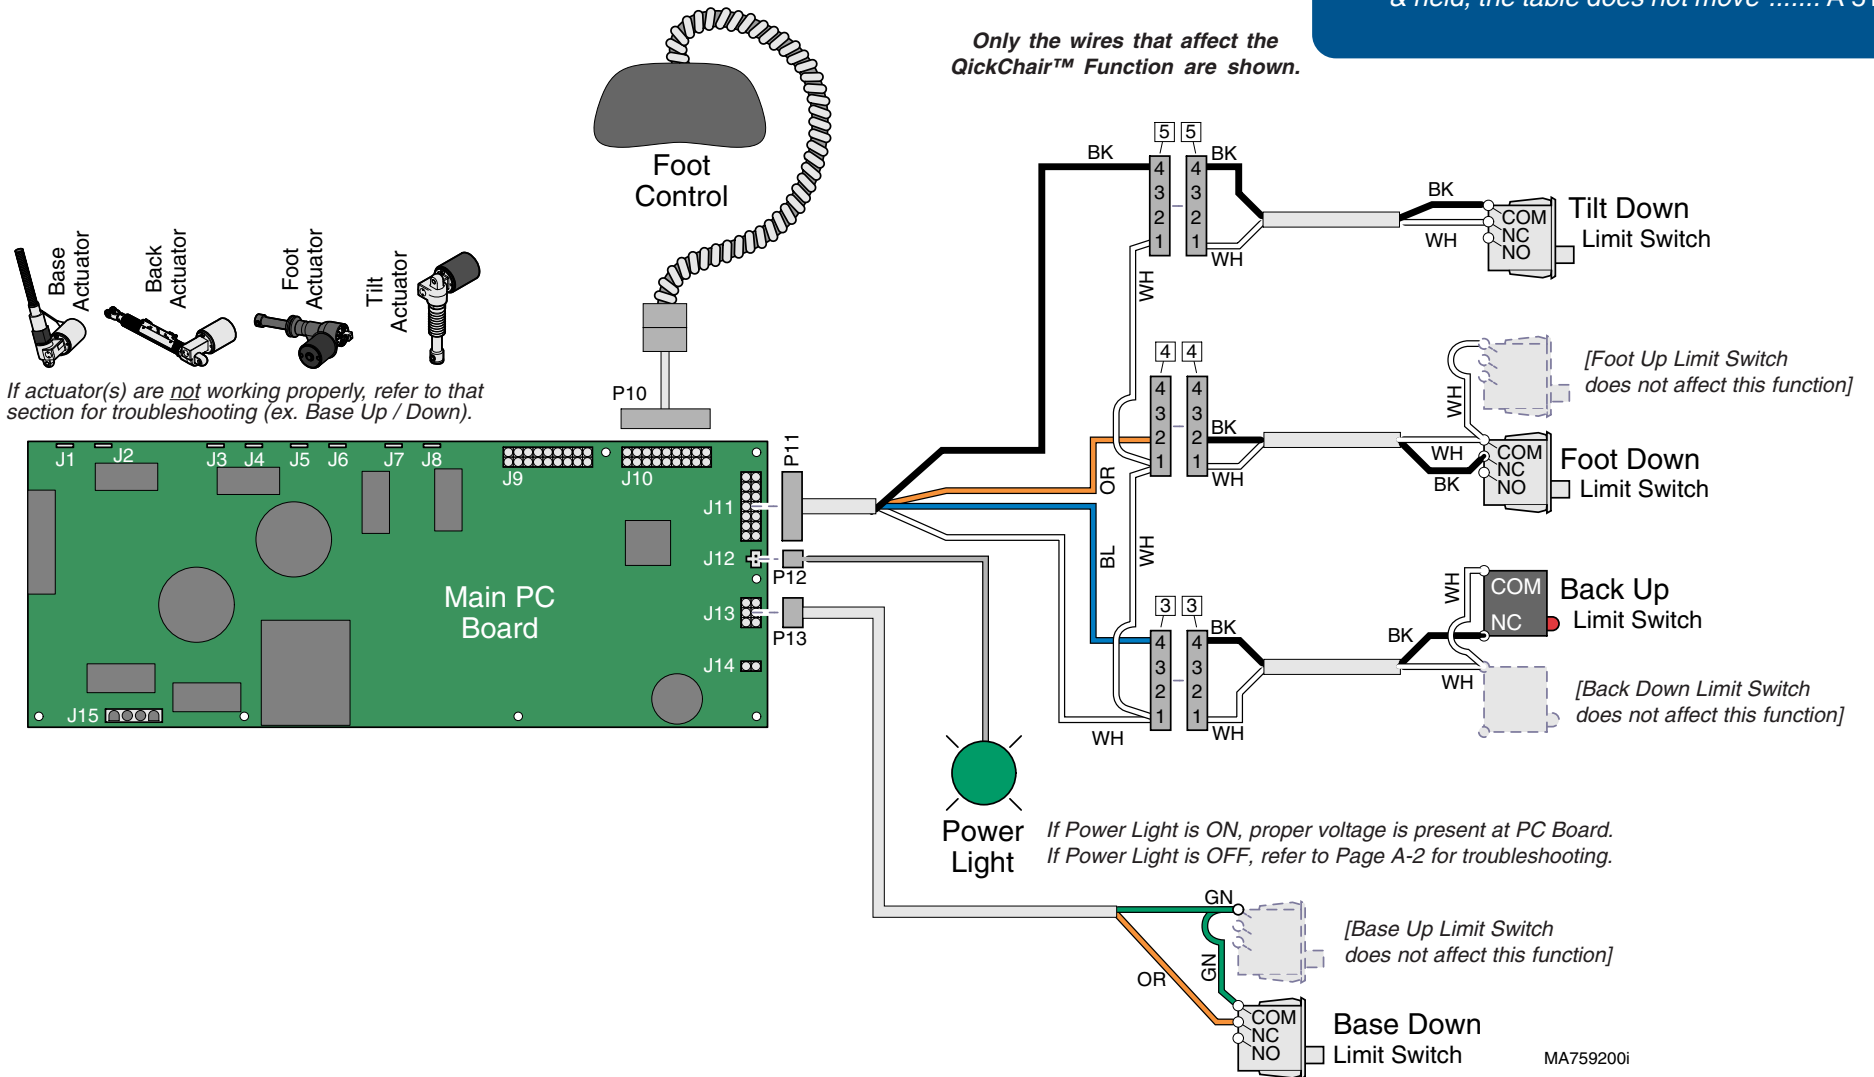 & held, the table does not move ....... A-31
Only the wires that affect the
QickChair™ Function are shown.
Foot
Control
Base
Actuator
Back
Actuator
Foot
Actuator
Tilt
Actuator
If actuator(s) are not working properly, refer to that
section for troubleshooting (ex. Base Up / Down).
P10
J1
J2
J3
J4
J5
J6
J7
J8
J9
J10
J11
J12
J13
J14
J15
P11
P12
P13
Main PC
Board
BK
5
5
4
3
2
1
4
3
2
1
BK
WH
BK
WH
COM
NC
NO
Tilt Down
Limit Switch
WH
[Foot Up Limit Switch
does not affect this function]
WH
4
4
4
3
2
1
4
3
2
1
OR
BK
WH
WH
BK
COM
NC
NO
Foot Down
Limit Switch
BL
WH
3
3
4
3
2
1
4
3
2
1
WH
BK
WH
BK
WH
WH
COM
NC
Back Up
Limit Switch
[Back Down Limit Switch
does not affect this function]
Power
Light
If Power Light is ON, proper voltage is present at PC Board.
If Power Light is OFF, refer to Page A-2 for troubleshooting.
GN
GN
OR
[Base Up Limit Switch
does not affect this function]
COM
NC
NO
Base Down
Limit Switch
MA759200i